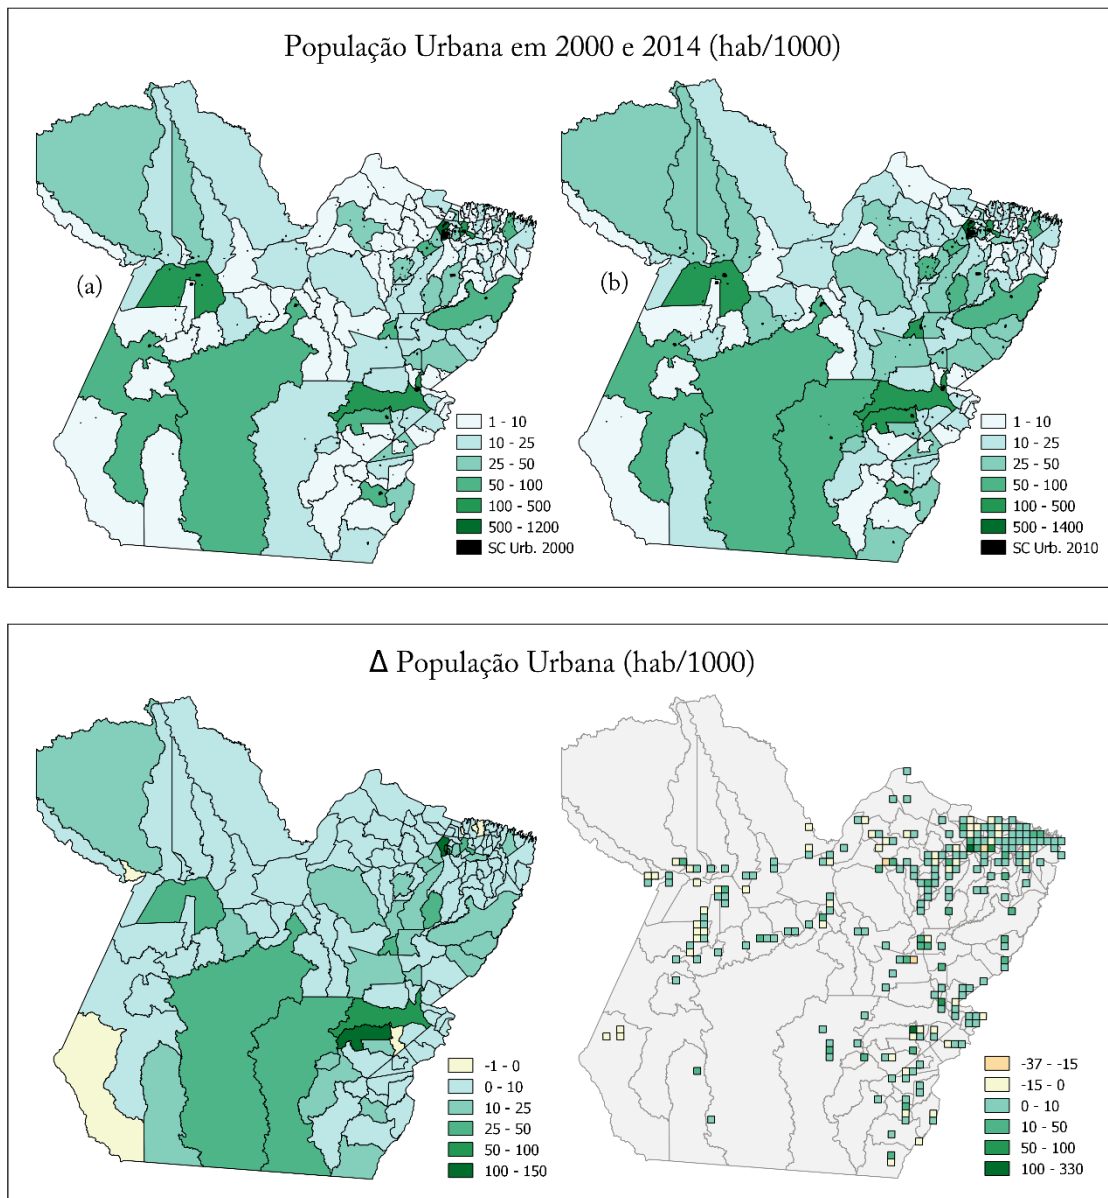 População Urbana em 2000 e 2014 (hab/1000)
(a)
1 - 10
10 - 25
25 - 50
50 - 100
100 - 500
500 - 1200
SC Urb. 2000
(b)
1 - 10
10 - 25
25 - 50
50 - 100
100 - 500
500 - 1400
SC Urb. 2010
Δ População Urbana (hab/1000)
-1 - 0
0 - 10
10 - 25
25 - 50
50 - 100
100 - 150
-37 - -15
-15 - 0
0 - 10
10 - 50
50 - 100
100 - 330